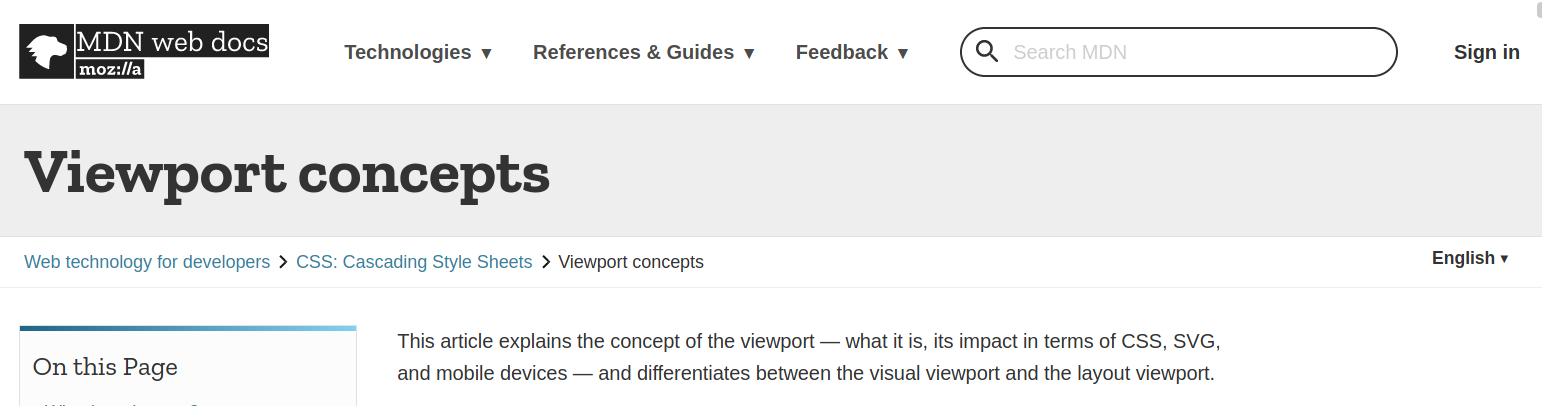 MDN web docs
moz://a
Technologies ▼
References & Guides ▼
Feedback ▼
Search MDN
Sign in
Viewport concepts
Web technology for developers > CSS: Cascading Style Sheets > Viewport concepts
English ▼
On this Page
This article explains the concept of the viewport — what it is, its impact in terms of CSS, SVG,
and mobile devices — and differentiates between the visual viewport and the layout viewport.